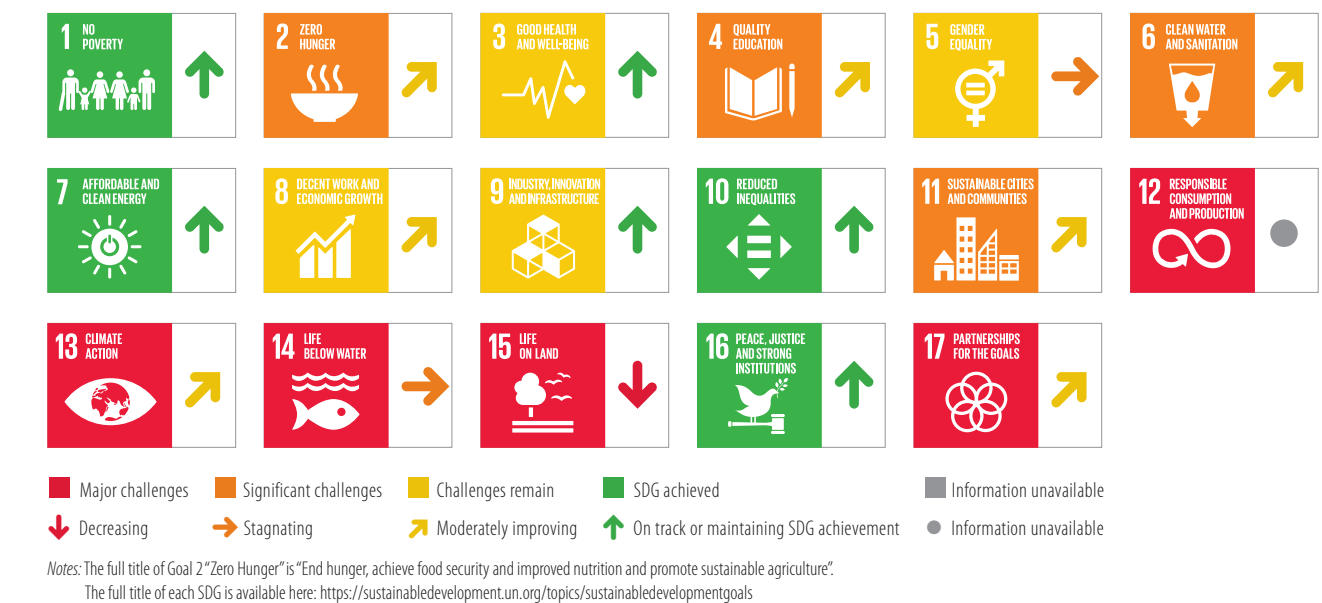 1 NO
POVERTY
2 ZERO
HUNGER
3 GOOD HEALTH
AND WELL-BEING
4 QUALITY
EDUCATION
5 GENDER
EQUALITY
6 CLEAN WATER
AND SANITATION
7 AFFORDABLE AND
CLEAN ENERGY
8 DECENT WORK AND
ECONOMIC GROWTH
9 INDUSTRY, INNOVATION
AND INFRASTRUCTURE
10 REDUCED
INEQUALITIES
11 SUSTAINABLE CITIES
AND COMMUNITIES
12 RESPONSIBLE
CONSUMPTION
AND PRODUCTION
13 CLIMATE
ACTION
14 LIFE
BELOW WATER
15 LIFE
ON LAND
16 PEACE, JUSTICE
AND STRONG
INSTITUTIONS
17 PARTNERSHIPS
FOR THE GOALS
Major challenges Significant challenges Challenges remain SDG achieved Information unavailable
Decreasing Stagnating Moderately improving On track or maintaining SDG achievement Information unavailable
Notes: The full title of Goal 2 “Zero Hunger” is “End hunger, achieve food security and improved nutrition and promote sustainable agriculture”.
The full title of each SDG is available here: https://sustainabledevelopment.un.org/topics/sustainabledevelopmentgoals